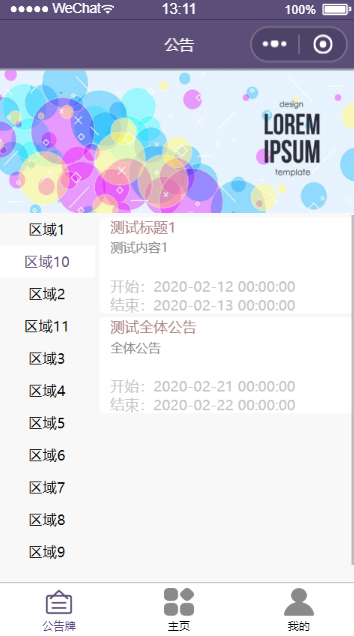 WeChat 13:11 100%
公告
design
LOREM
IPSUM
template
区域1
区域10
区域2
区域11
区域3
区域4
区域5
区域6
区域7
区域8
区域9
测试标题1
测试内容1
开始：2020-02-12 00:00:00
结束：2020-02-13 00:00:00
测试全体公告
全体公告
开始：2020-02-21 00:00:00
结束：2020-02-22 00:00:00
公告牌 主页 我的